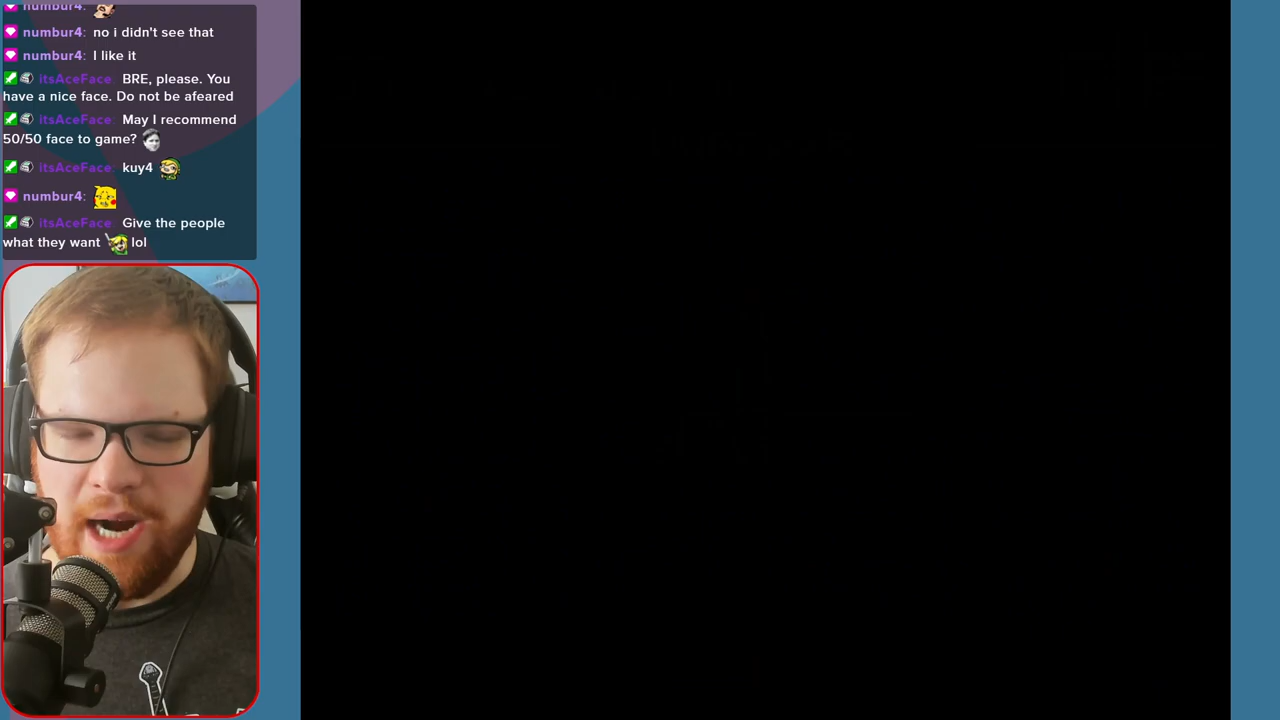 numbur4:
numbur4: no i didn't see that
numbur4: I like it
itsAceFace: BRE, please. You
have a nice face. Do not be afeared
itsAceFace: May I recommend
50/50 face to game?
itsAceFace: kuy4
numbur4:
itsAceFace: Give the people
what they want lol